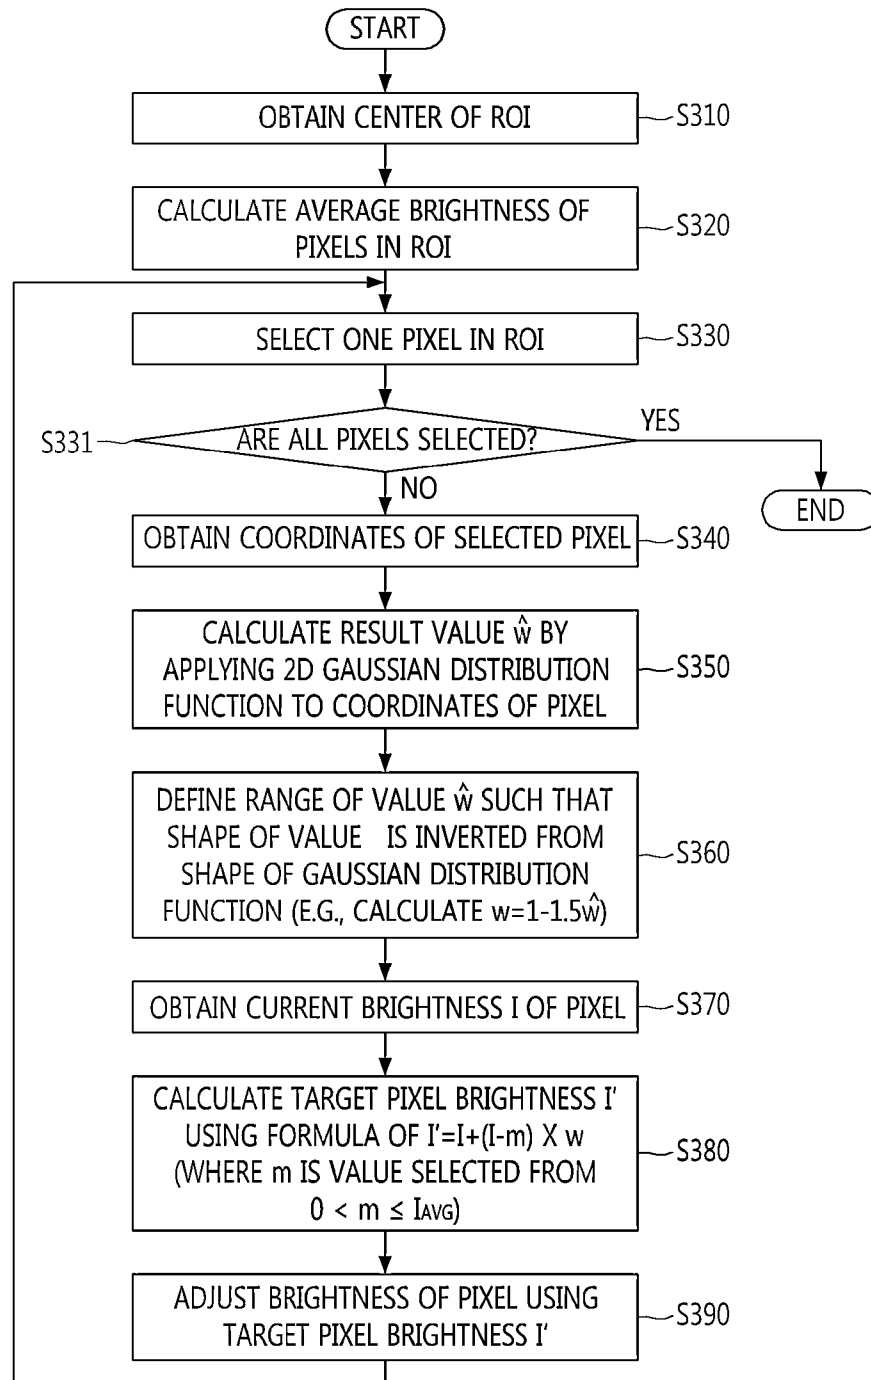 START
OBTAIN CENTER OF ROI
S310
CALCULATE AVERAGE BRIGHTNESS OF
PIXELS IN ROI
S320
SELECT ONE PIXEL IN ROI
S330
S331
ARE ALL PIXELS SELECTED?
YES
NO
END
OBTAIN COORDINATES OF SELECTED PIXEL
S340
CALCULATE RESULT VALUE ŵ BY
APPLYING 2D GAUSSIAN DISTRIBUTION
FUNCTION TO COORDINATES OF PIXEL
S350
DEFINE RANGE OF VALUE ŵ SUCH THAT
SHAPE OF VALUE IS INVERTED FROM
SHAPE OF GAUSSIAN DISTRIBUTION
FUNCTION (E.G., CALCULATE w=1-1.5ŵ)
S360
OBTAIN CURRENT BRIGHTNESS I OF PIXEL
S370
CALCULATE TARGET PIXEL BRIGHTNESS I'
USING FORMULA OF I'=I+(I-m) X w
(WHERE m IS VALUE SELECTED FROM
0 < m ≤ IAVG)
S380
ADJUST BRIGHTNESS OF PIXEL USING
TARGET PIXEL BRIGHTNESS I'
S390